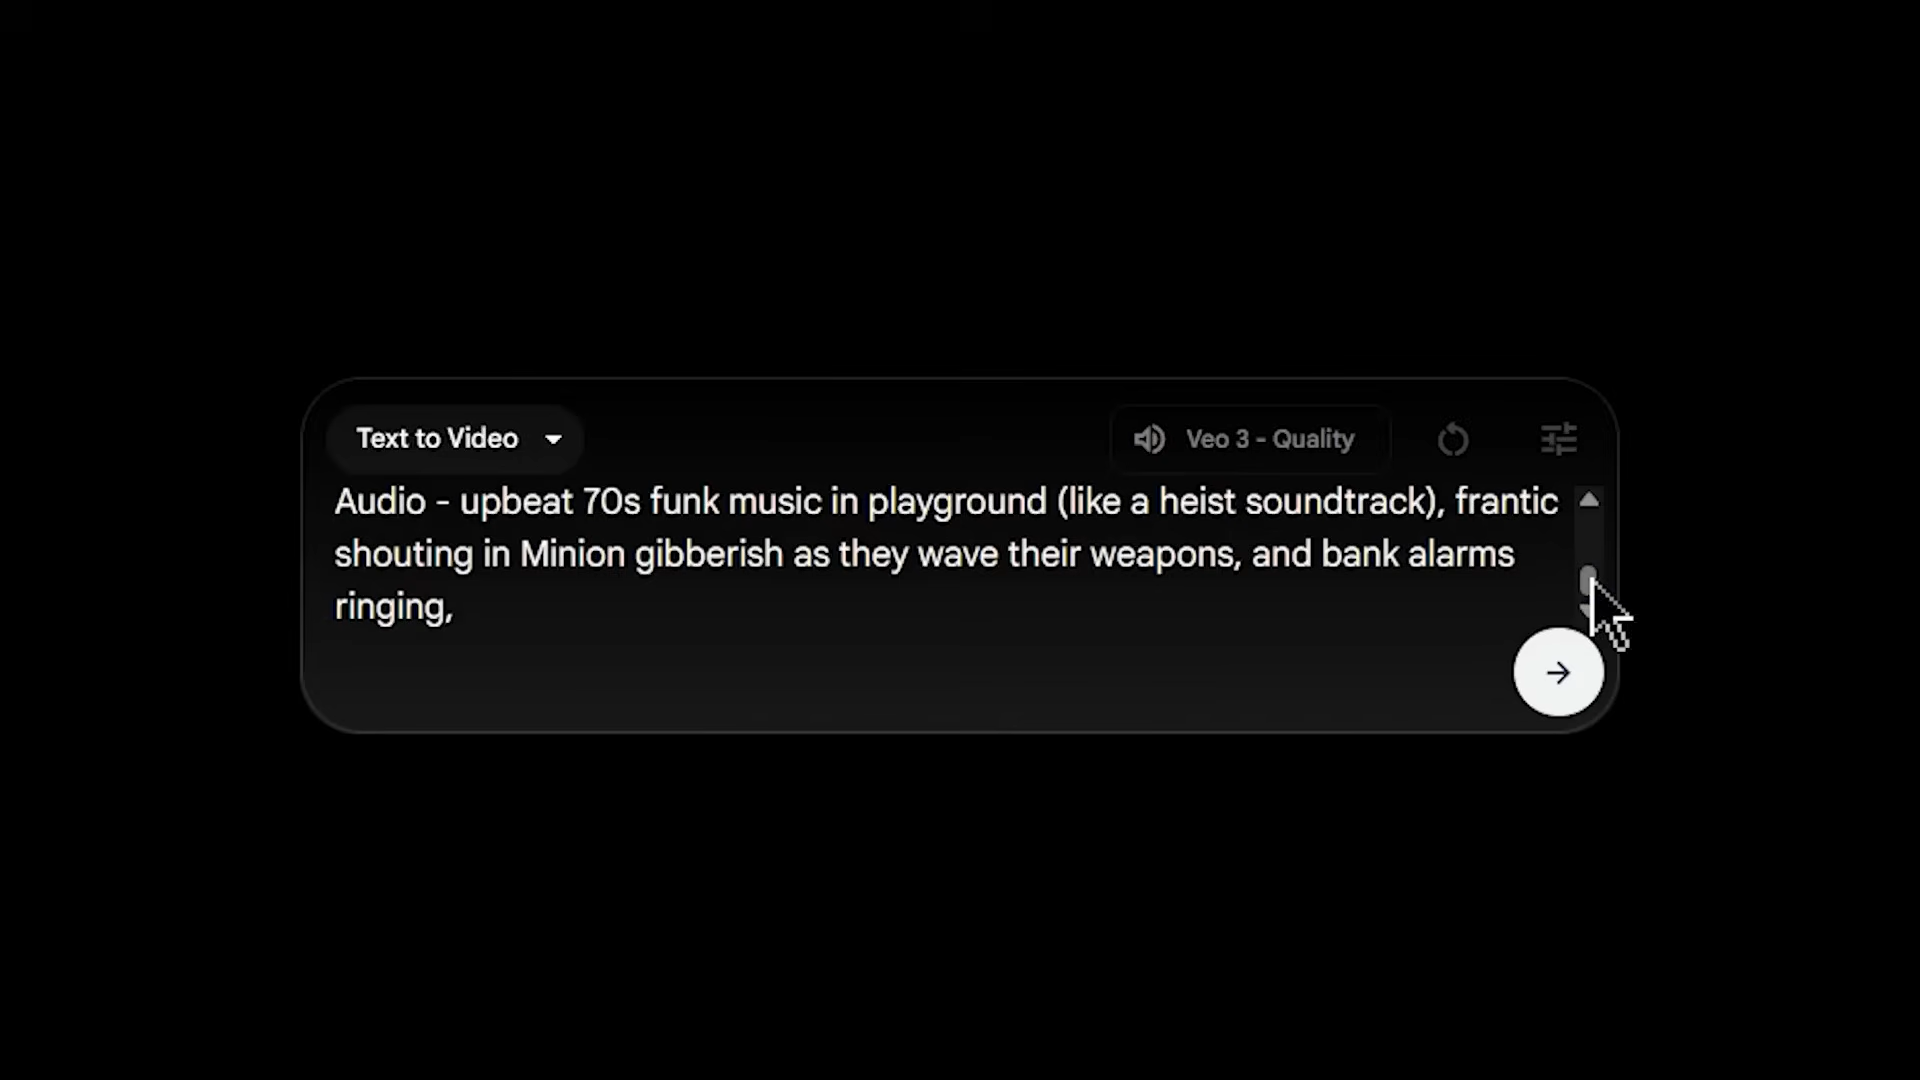 Text to Video
Veo 3 - Quality
Audio - upbeat 70s funk music in playground (like a heist soundtrack), frantic
shouting in Minion gibberish as they wave their weapons, and bank alarms
ringing,